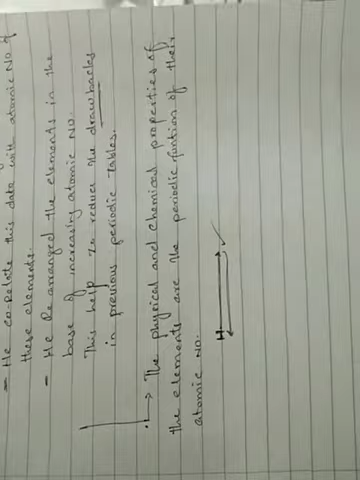 - He co-relate this data with atomic NO. of
these elements.
- He Re arranged the elements in the
base of increasing atomic NO.
This help to reduce the drawbacks
in previous periodic tables.
→ The physical and chemical properties of
the elements are the periodic funtion of their
atomic NO.
H